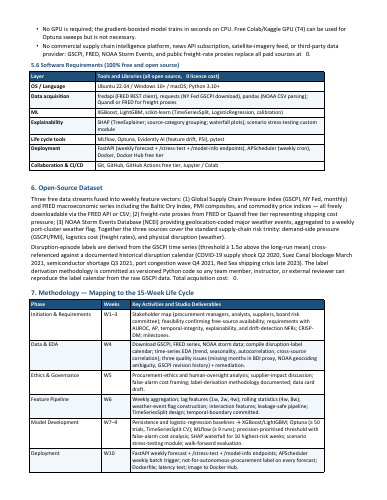 • No GPU is required; the gradient-boosted model trains in seconds on CPU. Free Colab/Kaggle GPU (T4) can be used for
Optuna sweeps but is not necessary.
• No commercial supply chain intelligence platform, news API subscription, satellite-imagery feed, or third-party data
provider: GSCPI, FRED, NOAA Storm Events, and public freight-rate proxies replace all paid sources at 0.
5.6 Software Requirements (100% free and open source)
Layer Tools and Libraries (all open source, 0 licence cost)
OS / Language Ubuntu 22.04 / Windows 10+ / macOS; Python 3.10+
Data acquisition fredapi (FRED REST client), requests (NY Fed GSCPI download), pandas (NOAA CSV parsing);
Quandl or FRED for freight proxies
ML XGBoost, LightGBM, scikit-learn (TimeSeriesSplit, LogisticRegression, calibration)
Explainability SHAP (TreeExplainer; source-category grouping; waterfall plots); scenario stress-testing custom
module
Life cycle tools MLflow, Optuna, Evidently AI (feature drift, PSI), pytest
Deployment FastAPI (weekly forecast + /stress-test + /model-info endpoints), APScheduler (weekly cron),
Docker, Docker Hub free tier
Collaboration & CI/CD Git, GitHub, GitHub Actions free tier, Jupyter / Colab
6. Open-Source Dataset
Three free data streams fused into weekly feature vectors: (1) Global Supply Chain Pressure Index (GSCPI, NY Fed, monthly)
and FRED macroeconomic series including the Baltic Dry Index, PMI composites, and commodity price indices — all freely
downloadable via the FRED API or CSV; (2) freight-rate proxies from FRED or Quandl free tier representing shipping cost
pressure; (3) NOAA Storm Events Database (NCEI) providing geolocation-coded major weather events, aggregated to a weekly
port-cluster weather flag. Together the three sources cover the standard supply-chain risk trinity: demand-side pressure
(GSCPI/PMI), logistics cost (freight rates), and physical disruption (weather).
Disruption-episode labels are derived from the GSCPI time series (threshold ≥ 1.5σ above the long-run mean) cross-
referenced against a documented historical disruption calendar (COVID-19 supply shock Q2 2020, Suez Canal blockage March
2021, semiconductor shortage Q3 2021, port congestion wave Q4 2021, Red Sea shipping crisis late 2023). The label
derivation methodology is committed as versioned Python code so any team member, instructor, or external reviewer can
reproduce the label calendar from the raw GSCPI data. Total acquisition cost: 0.
7. Methodology — Mapping to the 15-Week Life Cycle
Phase Weeks Key Activities and Studio Deliverables
Initiation & Requirements W1–3 Stakeholder map (procurement managers, analysts, suppliers, board risk
committee); feasibility confirming free-source availability; requirements with
AUROC, AP, temporal-integrity, explainability, and drift-detection NFRs; CRISP-
DM; milestones.
Data & EDA W4 Download GSCPI, FRED series, NOAA storm data; compile disruption-label
calendar; time-series EDA (trend, seasonality, autocorrelation, cross-source
correlation); three quality issues (missing months in BDI proxy, NOAA geocoding
ambiguity, GSCPI revision history) + remediation.
Ethics & Governance W5 Procurement-ethics and human-oversight analysis; supplier-impact discussion;
false-alarm cost framing; label-derivation methodology documented; data card
draft.
Feature Pipeline W6 Weekly aggregation; lag features (1w, 2w, 4w); rolling statistics (4w, 8w);
weather-event flag construction; interaction features; leakage-safe pipeline;
TimeSeriesSplit design; temporal-boundary committed.
Model Development W7–9 Persistence and logistic-regression baselines → XGBoost/LightGBM; Optuna (≥ 50
trials, TimeSeriesSplit CV); MLflow (≥ 9 runs); precision-prioritised threshold with
false-alarm cost analysis; SHAP waterfall for 10 highest-risk weeks; scenario
stress-testing module; walk-forward evaluation.
Deployment W10 FastAPI weekly forecast + /stress-test + /model-info endpoints; APScheduler
weekly batch trigger; not-for-autonomous-procurement label on every forecast;
Dockerfile; latency test; image to Docker Hub.